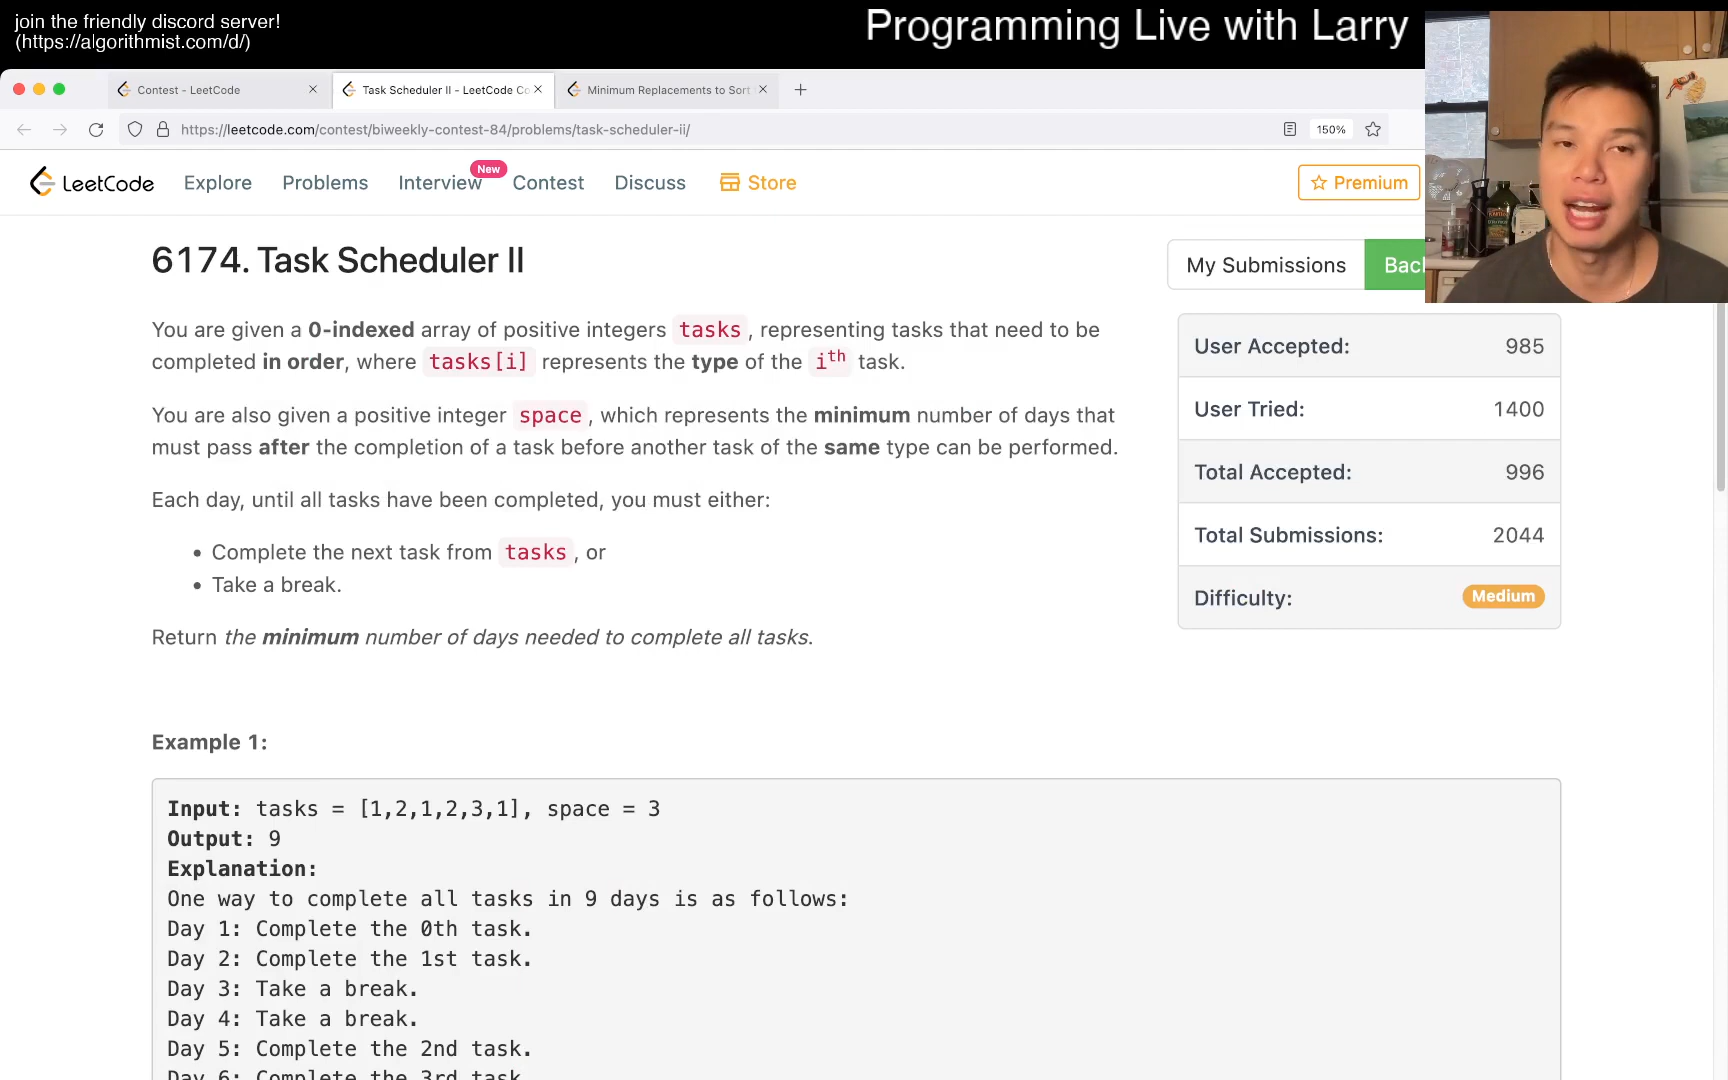 join the friendly discord server!
(https://algorithmist.com/d/)
Programming Live with Larry
Contest - LeetCode
Task Scheduler II - LeetCode Co
Minimum Replacements to Sort
https://leetcode.com/contest/biweekly-contest-84/problems/task-scheduler-ii/
150%
LeetCode
Explore
Problems
Interview
New
Contest
Discuss
Store
Premium
6174. Task Scheduler II
My Submissions
Bac
You are given a 0-indexed array of positive integers tasks, representing tasks that need to be
completed in order, where tasks[i] represents the type of the ith task.
You are also given a positive integer space, which represents the minimum number of days that
must pass after the completion of a task before another task of the same type can be performed.
Each day, until all tasks have been completed, you must either:
• Complete the next task from tasks, or
• Take a break.
Return the minimum number of days needed to complete all tasks.
User Accepted: 985
User Tried: 1400
Total Accepted: 996
Total Submissions: 2044
Difficulty: Medium
Example 1:
Input: tasks = [1,2,1,2,3,1], space = 3
Output: 9
Explanation:
One way to complete all tasks in 9 days is as follows:
Day 1: Complete the 0th task.
Day 2: Complete the 1st task.
Day 3: Take a break.
Day 4: Take a break.
Day 5: Complete the 2nd task.
Day 6: Complete the 3rd task.